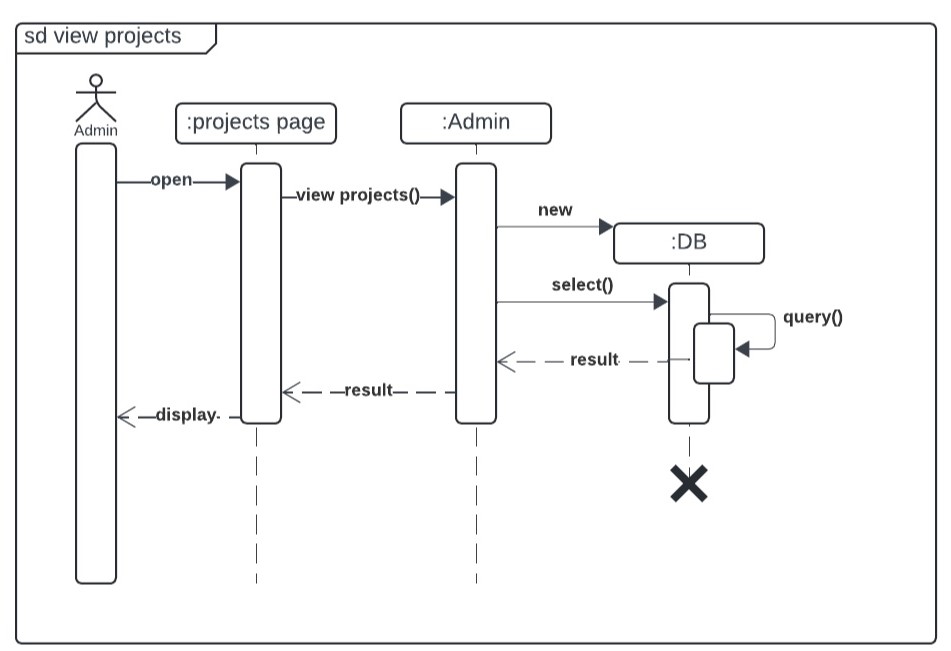 sd view projects
Admin
:projects page
:Admin
open
view projects()
new
:DB
select()
query()
result
result
display